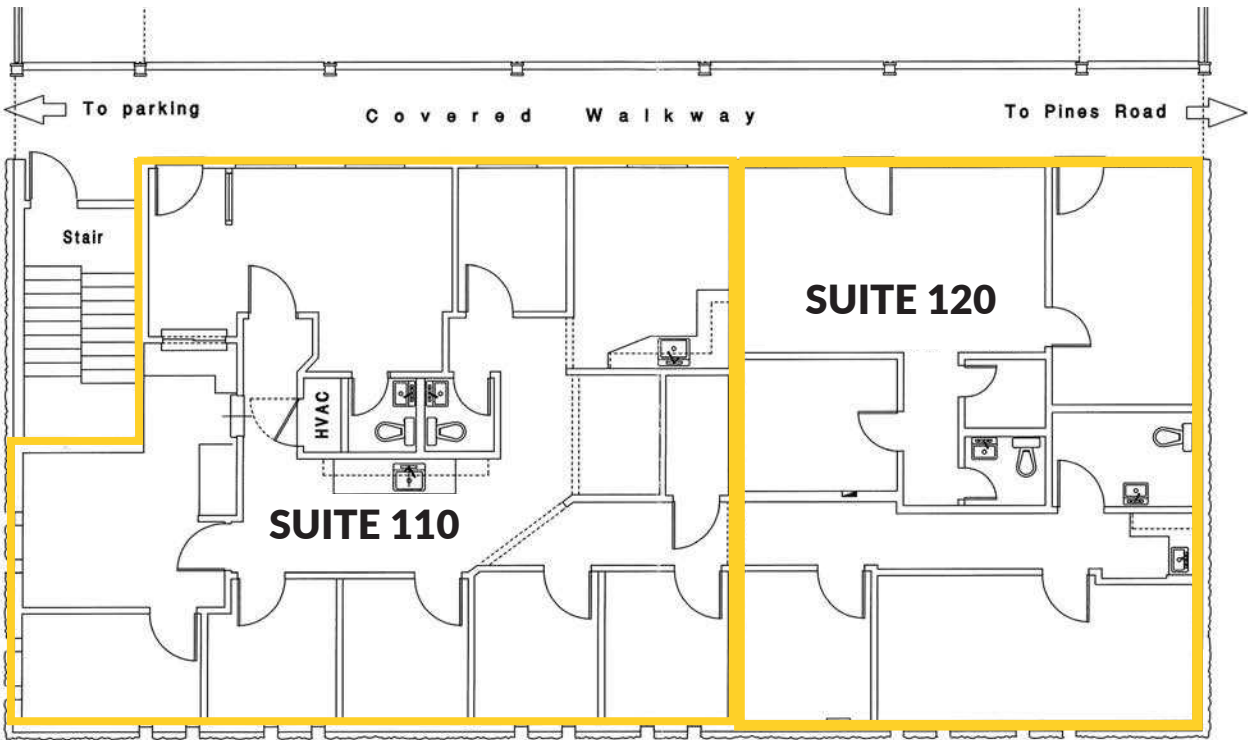 To parking
Covered Walkway
To Pines Road
Stair
SUITE 120
HVAC
SUITE 110